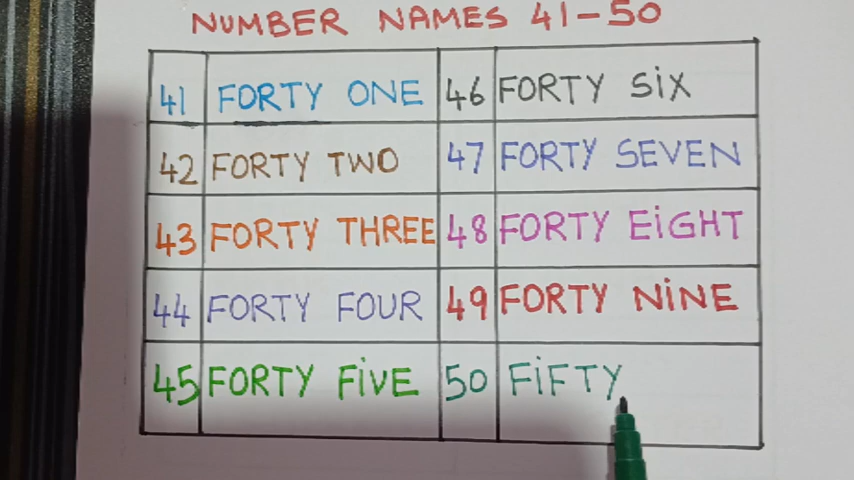 NUMBER NAMES 41-50
41 FORTY ONE 46 FORTY SiX
42 FORTY TWO 47 FORTY SEVEN
43 FORTY THREE 48 FORTY EiGHT
44 FORTY FOUR 49 FORTY NiNE
45 FORTY FiVE 50 FiFTY